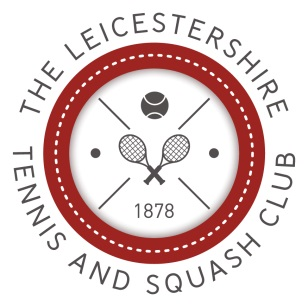 THE LEICESTERSHIRE
1878
TENNIS AND SQUASH CLUB